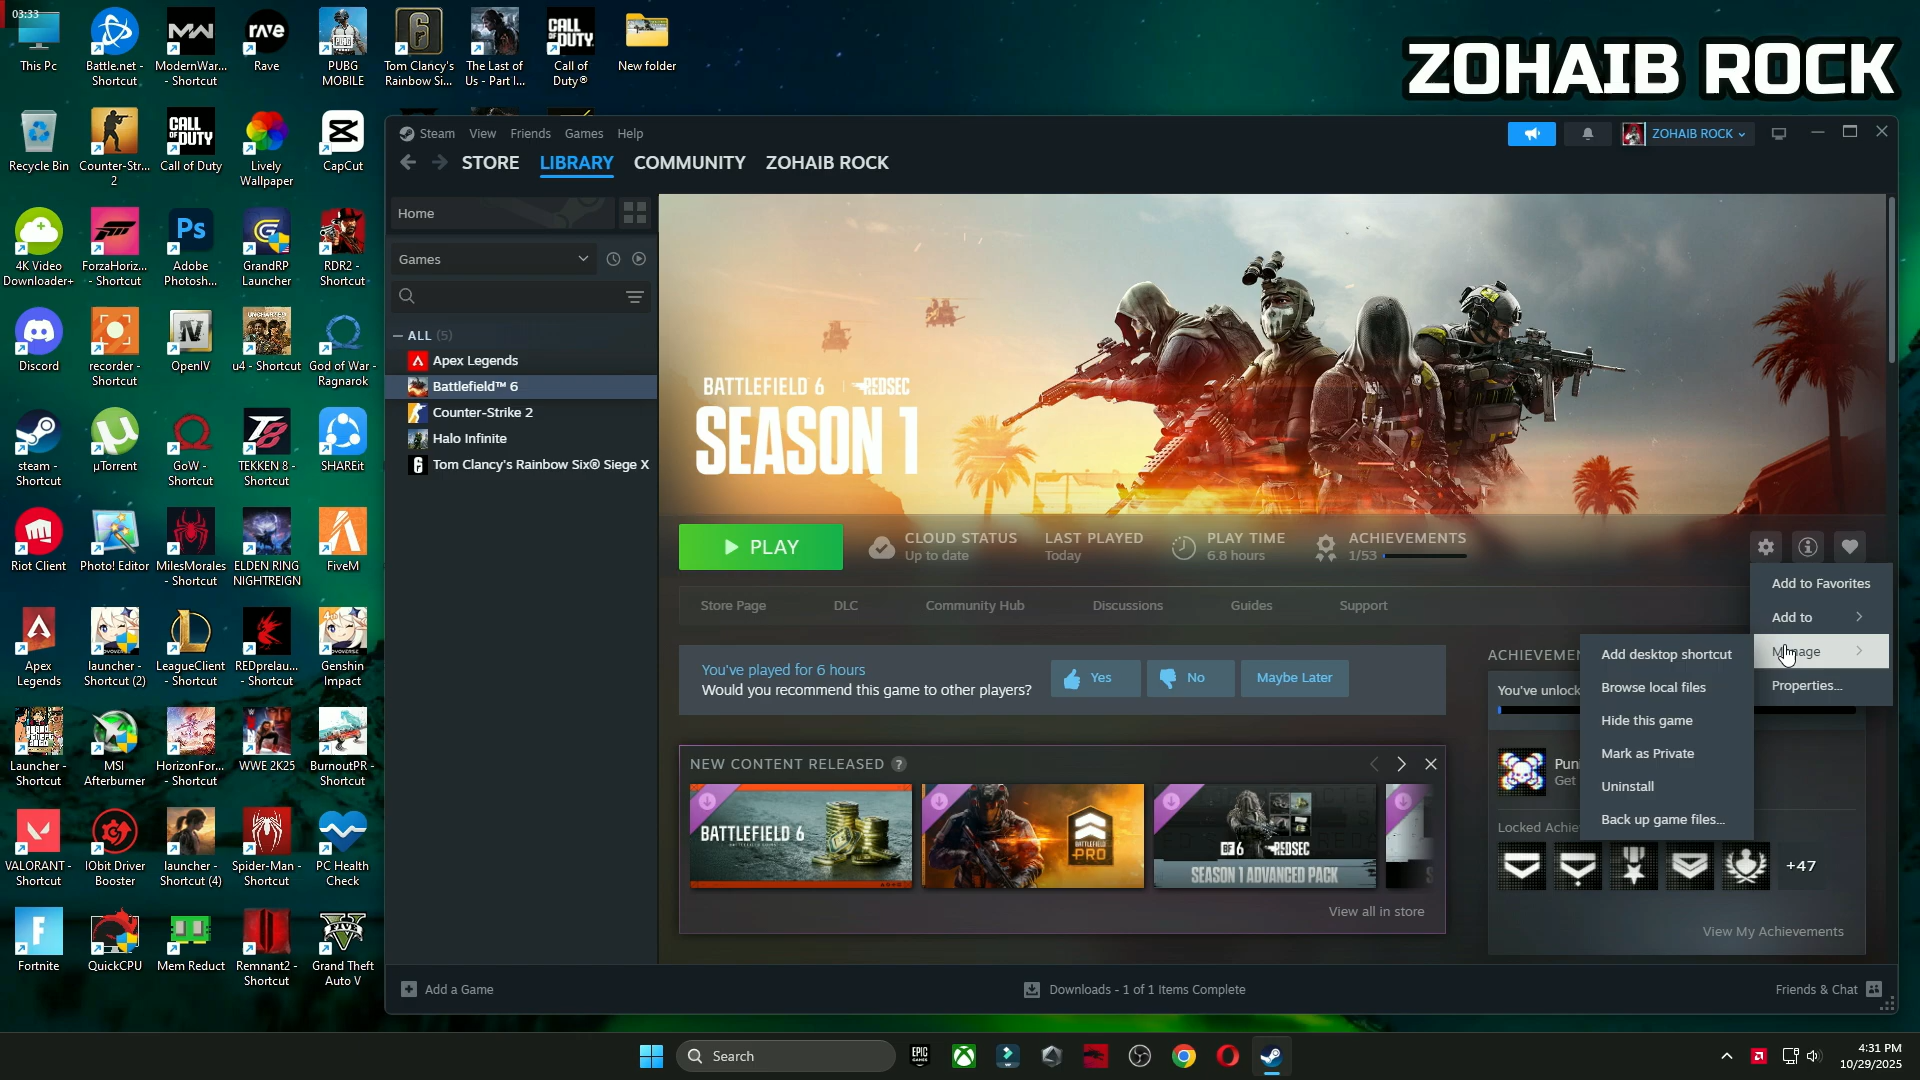 03:33
This Pc
Battle.net - Shortcut
ModernWar... - Shortcut
Rave
PUBG MOBILE
Tom Clancy's Rainbow Si...
The Last of Us - Part I...
Call of Duty®
New folder
ZOHAIB ROCK
Recycle Bin
Counter-Str... 2
Call of Duty
Lively Wallpaper
CapCut
4K Video Downloader+
ForzaHoriz... - Shortcut
Adobe Photosh...
GrandRP Launcher
RDR2 - Shortcut
Discord
recorder - Shortcut
OpenIV
u4 - Shortcut
God of War - Ragnarok
steam - Shortcut
µTorrent
GoW - Shortcut
TEKKEN 8 - Shortcut
SHAREit
Riot Client
Photo! Editor
MilesMorales - Shortcut
ELDEN RING NIGHTREIGN
FiveM
Apex Legends
launcher - Shortcut (2)
LeagueClient - Shortcut
REDprelau... - Shortcut
Genshin Impact
Launcher - Shortcut
MSI Afterburner
HorizonFor... - Shortcut
WWE 2K25
BurnoutPR - Shortcut
VALORANT - Shortcut
IObit Driver Booster
launcher - Shortcut (4)
Spider-Man - Shortcut
PC Health Check
Fortnite
QuickCPU
Mem Reduct
Remnant2 - Shortcut
Grand Theft Auto V
Steam View Friends Games Help
ZOHAIB ROCK
STORE LIBRARY COMMUNITY ZOHAIB ROCK
Home
Games
ALL (5)
Apex Legends
Battlefield™ 6
Counter-Strike 2
Halo Infinite
Tom Clancy's Rainbow Six® Siege X
BATTLEFIELD 6 REDSEC
SEASON 1
PLAY
CLOUD STATUS
Up to date
LAST PLAYED
Today
PLAY TIME
6.8 hours
ACHIEVEMENTS
1/53
Store Page DLC Community Hub Discussions Guides Support
Add to Favorites
Add to
Manage
Properties...
Add desktop shortcut
Browse local files
Hide this game
Mark as Private
Uninstall
Back up game files...
You've played for 6 hours
Would you recommend this game to other players?
Yes No Maybe Later
NEW CONTENT RELEASED ?
BATTLEFIELD 6
BATTLEFIELD PRO
BF6 REDSEC
SEASON 1 ADVANCED PACK
View all in store
ACHIEVEMEN
You've unlock
Pun
Get
Locked Achie
+47
View My Achievements
Add a Game
Downloads - 1 of 1 Items Complete
Friends & Chat
Search
EPIC GAMES
4:31 PM
10/29/2025